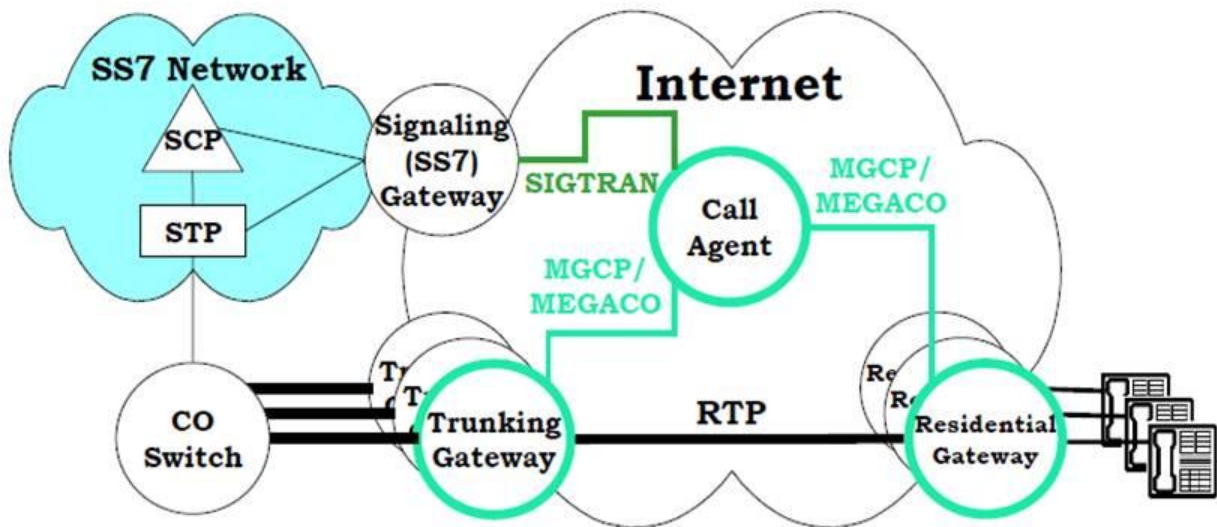 SS7 Network
Internet
SCP
STP
Signaling
(SS7)
Gateway
SIGTRAN
Call
Agent
MGCP/
MEGACO
MGCP/
MEGACO
CO
Switch
Trunking
Gateway
RTP
Residential
Gateway